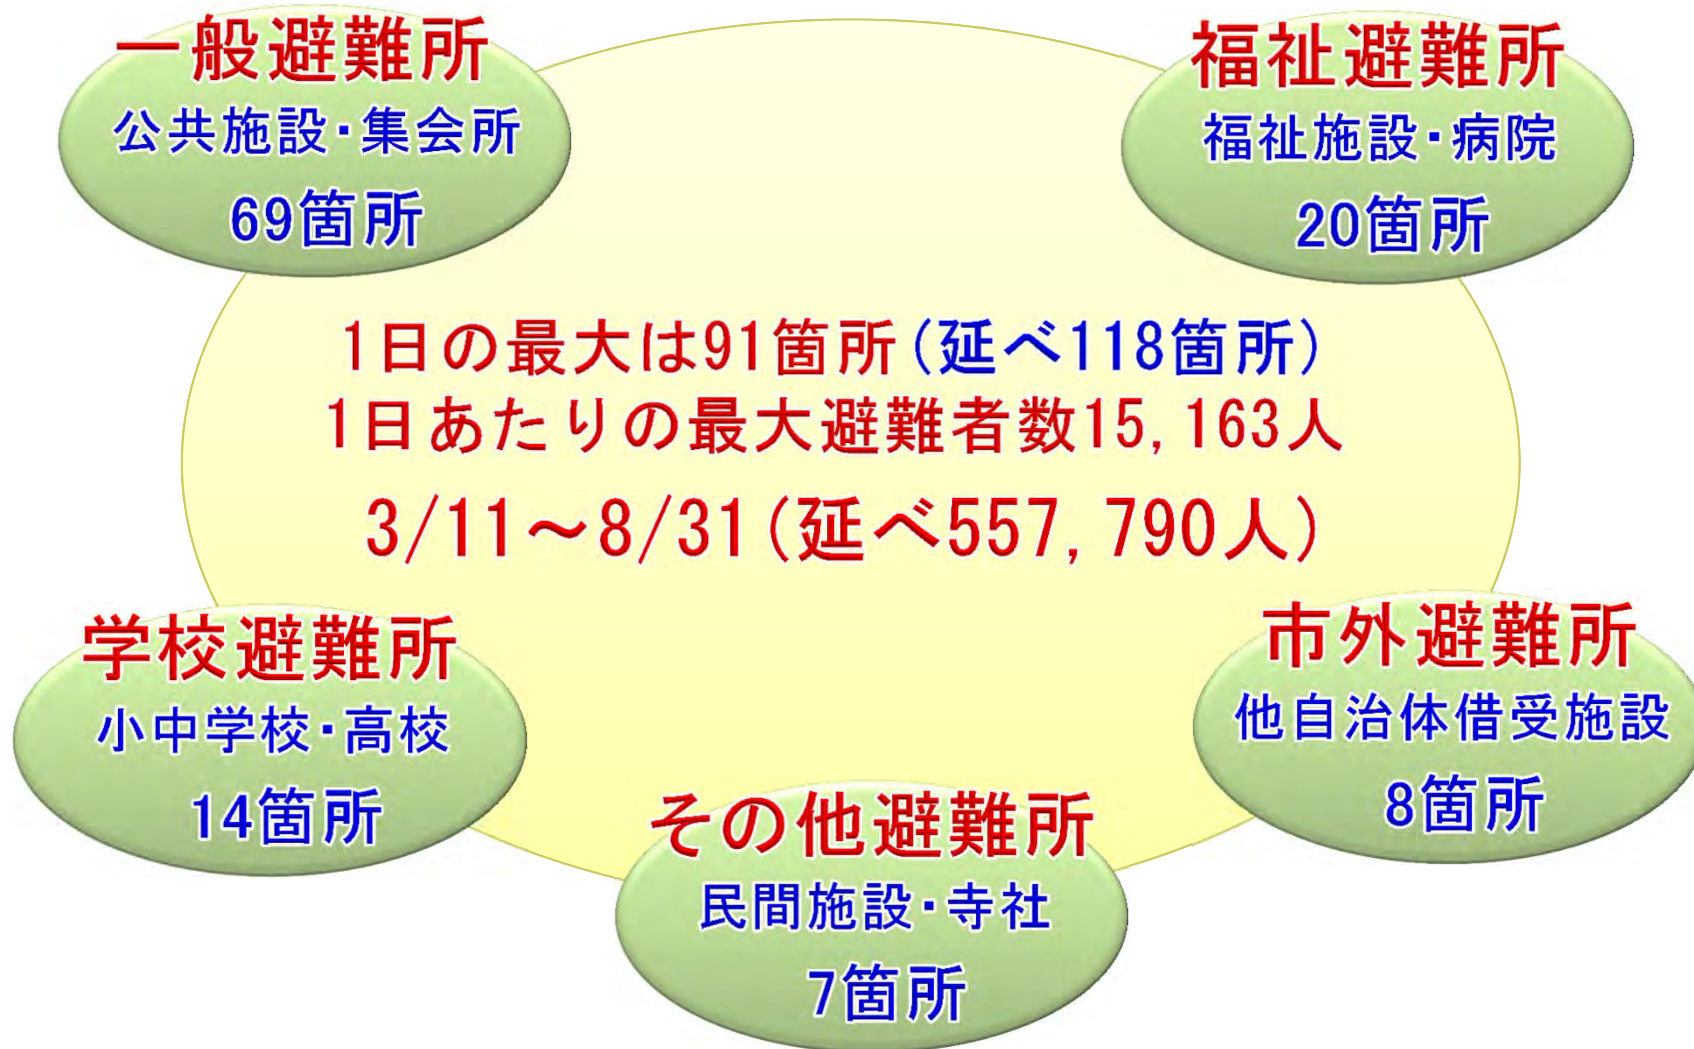 一般避難所
公共施設・集会所
69箇所
福祉避難所
福祉施設・病院
20箇所
1日の最大は91箇所(延べ118箇所)
1日あたりの最大避難者数15,163人
3/11～8/31(延べ557,790人)
学校避難所
小中学校・高校
14箇所
その他避難所
民間施設・寺社
7箇所
市外避難所
他自治体借受施設
8箇所